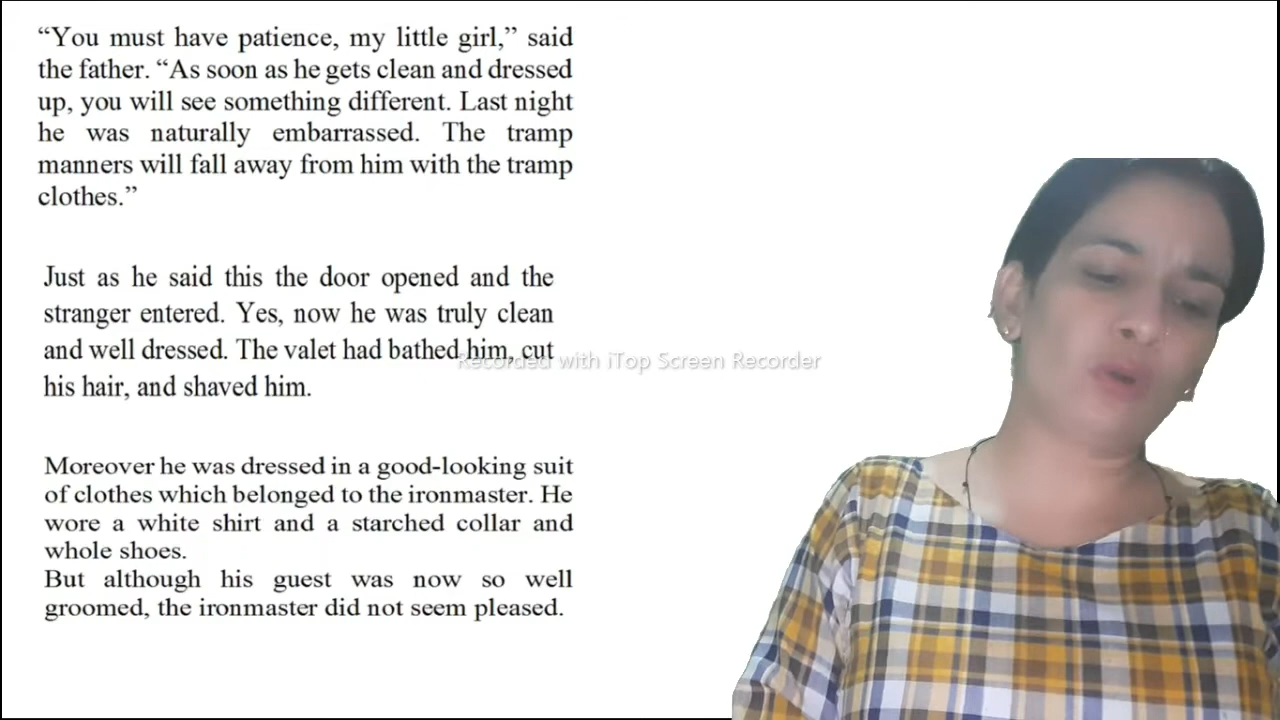 “You must have patience, my little girl,” said
the father. “As soon as he gets clean and dressed
up, you will see something different. Last night
he was naturally embarrassed. The tramp
manners will fall away from him with the tramp
clothes.”
Just as he said this the door opened and the
stranger entered. Yes, now he was truly clean
and well dressed. The valet had bathed him, cut
his hair, and shaved him.
Recorded with iTop Screen Recorder
Moreover he was dressed in a good-looking suit
of clothes which belonged to the ironmaster. He
wore a white shirt and a starched collar and
whole shoes.
But although his guest was now so well
groomed, the ironmaster did not seem pleased.